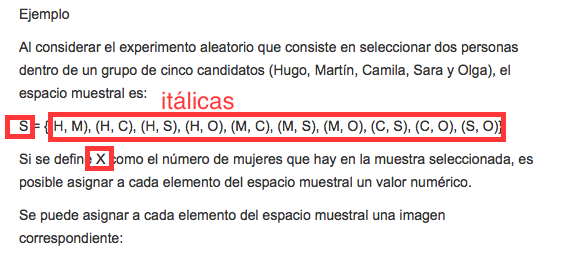 Ejemplo
Al considerar el experimento aleatorio que consiste en seleccionar dos personas
dentro de un grupo de cinco candidatos (Hugo, Martín, Camila, Sara y Olga), el
espacio muestral es:
itálicas
S = {(H, M), (H, C), (H, S), (H, O), (M, C), (M, S), (M, O), (C, S), (C, O), (S, O)}
Si se define X como el número de mujeres que hay en la muestra seleccionada, es
posible asignar a cada elemento del espacio muestral un valor numérico.
Se puede asignar a cada elemento del espacio muestral una imagen
correspondiente: